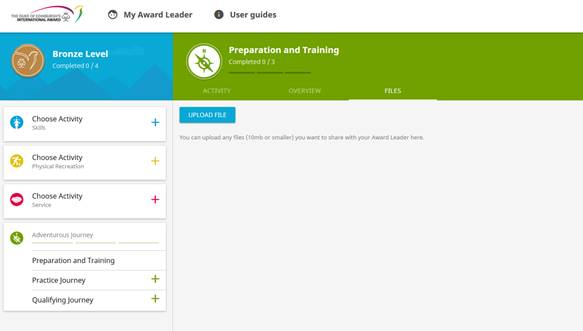 THE DUKE OF EDINBURGH'S
INTERNATIONAL AWARD
My Award Leader
User guides
Bronze Level
Completed 0 / 4
Preparation and Training
Completed 0 / 3
ACTIVITY
OVERVIEW
FILES
Choose Activity
Skills
Choose Activity
Physical Recreation
Choose Activity
Service
Adventurous Journey
Preparation and Training
Practice Journey
Qualifying Journey
UPLOAD FILE
You can upload any files (10mb or smaller) you want to share with your Award Leader here.